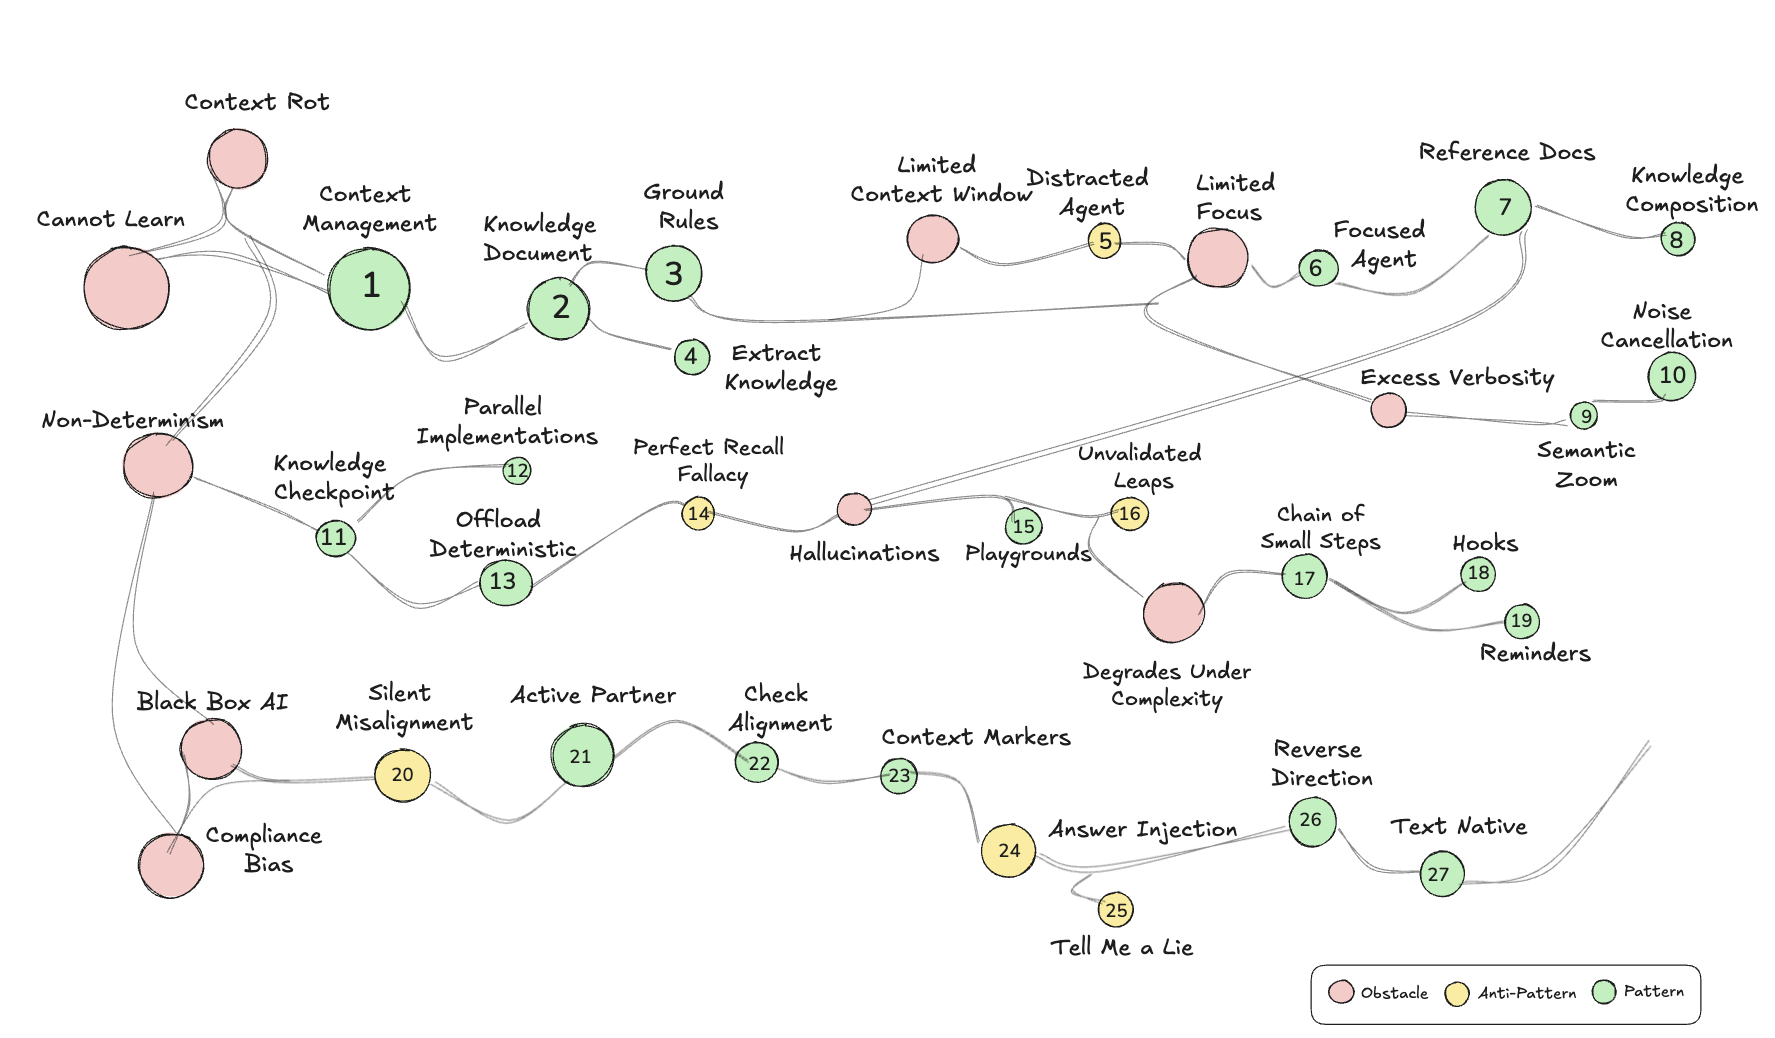 Context Rot
Cannot Learn
Context
Management
1
Knowledge
Document
2
Ground
Rules
3
4
Extract
Knowledge
Limited
Context Window
Distracted
Agent
5
Limited
Focus
6
Focused
Agent
Reference Docs
7
Knowledge
Composition
8
Noise
Cancellation
10
Excess Verbosity
9
Semantic
Zoom
Non-Determinism
Knowledge
Checkpoint
11
Parallel
Implementations
12
Offload
Deterministic
13
Perfect Recall
Fallacy
14
Hallucinations
15
Playgrounds
Unvalidated
Leaps
16
Degrades Under
Complexity
Chain of
Small Steps
17
Hooks
18
19
Reminders
Black Box AI
Compliance
Bias
Silent
Misalignment
20
Active Partner
21
Check
Alignment
22
Context Markers
23
24
Answer Injection
25
Tell Me a Lie
Reverse
Direction
26
Text Native
27
Obstacle
Anti-Pattern
Pattern